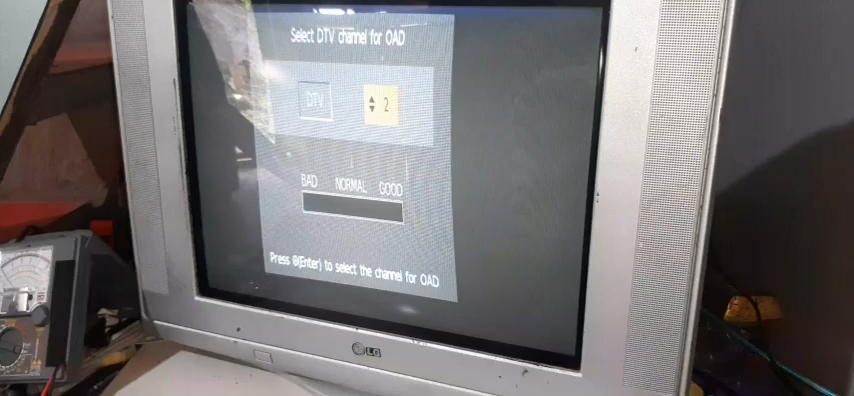 Select DTV channel for OAD
DTV
2
BAD NORMAL GOOD
Press ⊙(Enter) to select the channel for OAD
LG